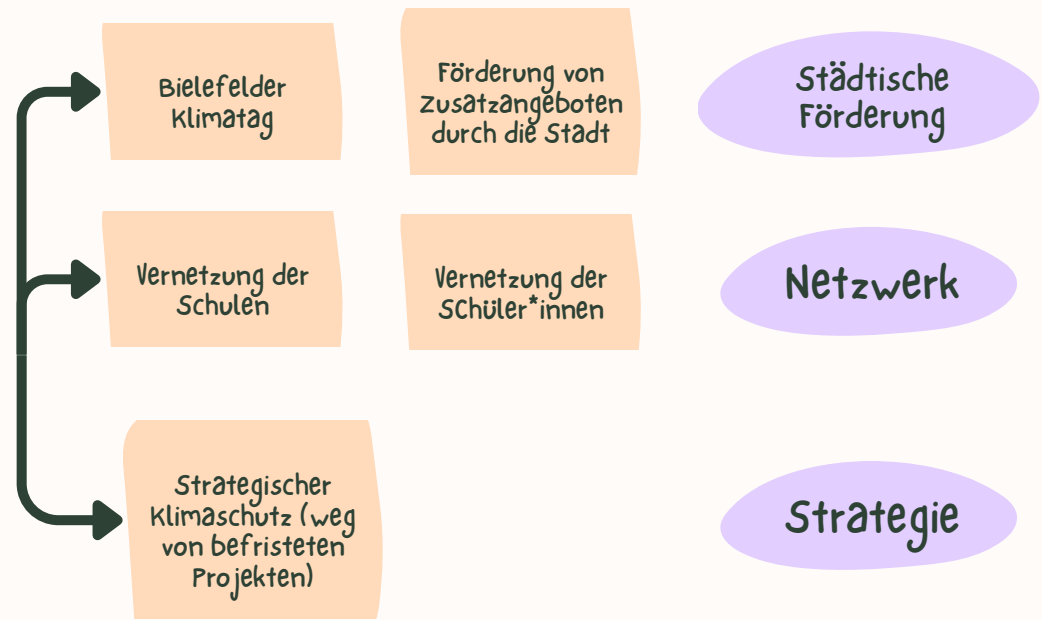 Bielefelder
Klimatag
Förderung von
Zusatzangeboten
durch die Stadt
Städtische
Förderung
Vernetzung der
Schulen
Vernetzung der
SChüler*innen
Netzwerk
Strategischer
Klimaschutz (weg
von befristeten
Projekten)
Strategie